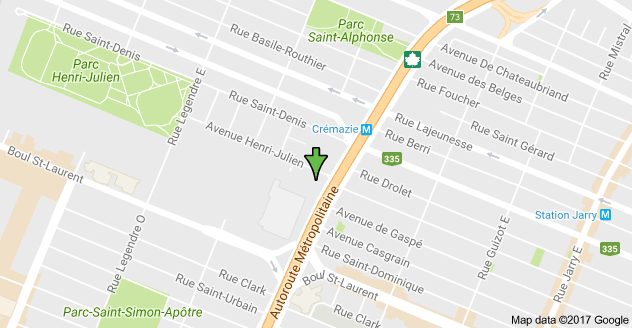 Parc
Saint-Alphonse
73
Rue Mistral
Rue Saint-Denis
Rue Basile-Routhier
Avenue De Chateaubriand
Avenue des Belges
Parc
Henri-Julien
Rue Legendre E
Rue Saint-Denis
Rue Foucher
Crémazie M
Rue Lajeunesse
Rue Saint Gérard
Avenue Henri-Julien
Rue Berri
335
Boul St-Laurent
Rue Drolet
Autoroute Métropolitaine
Station Jarry M
Rue Legendre O
Avenue de Gaspé
Avenue Casgrain
Rue Guizot E
335
Rue Saint-Dominique
Rue Jarry E
Rue Clark
Boul St-Laurent
Rue Saint-Urbain
Parc-Saint-Simon-Apôtre
Rue Clark
Map data ©2017 Google